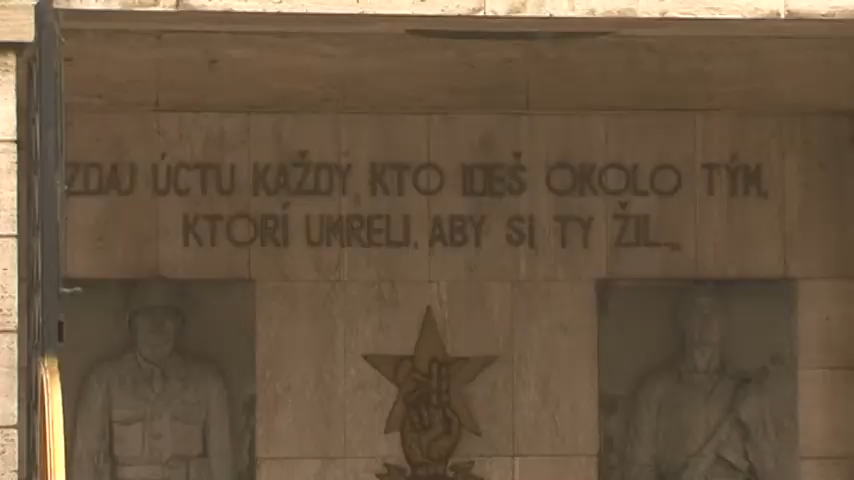 ZDAJ ÚCTU KAŽDÝ, KTO IDEŠ OKOLO TÝM,
KTORÍ UMRELI, ABY SI TY ŽIL.